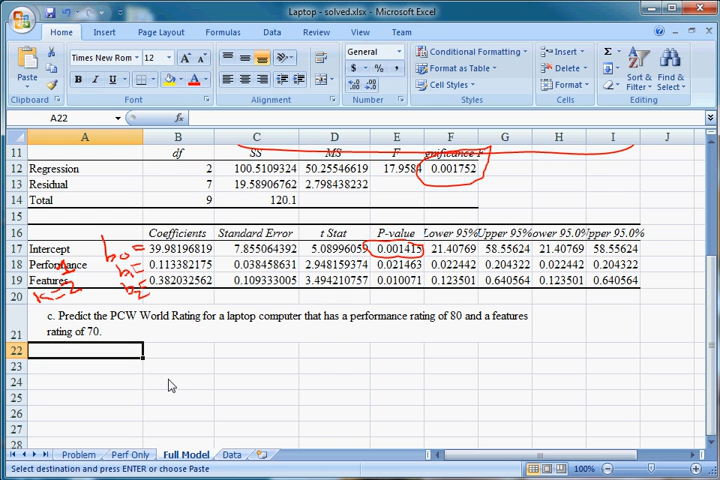 Laptop - solved.xlsx - Microsoft Excel
Home Insert Page Layout Formulas Data Review View Team
Paste Times New Rom 12 General Conditional Formatting Insert Σ
B I U $ % , Format as Table Delete Sort & Filter Find & Select
Cell Styles Format
Clipboard Font Alignment Number Styles Cells Editing
A22 fx
A B C D E F G H I J
11 df SS MS F gnificance F
12 Regression 2 100.5109324 50.25546619 17.9584 0.001752
13 Residual 7 19.58906762 2.798438232
14 Total 9 120.1
15
16 Coefficients Standard Error t Stat P-value Lower 95% Upper 95% ower 95.0% pper 95.0%
17 Intercept b0= 39.98196819 7.855064392 5.08996055 0.001415 21.40769 58.55624 21.40769 58.55624
18 Performance 1 b1= 0.113382175 0.038458631 2.948159374 0.021463 0.022442 0.204322 0.022442 0.204322
19 Features 2 b2 0.382032562 0.109333005 3.494210757 0.010071 0.123501 0.640564 0.123501 0.640564
20 k=2
c. Predict the PCW World Rating for a laptop computer that has a performance rating of 80 and a features
21 rating of 70.
22
23
24
25
26
27
28
Problem Perf Only Full Model Data
Select destination and press ENTER or choose Paste 100%